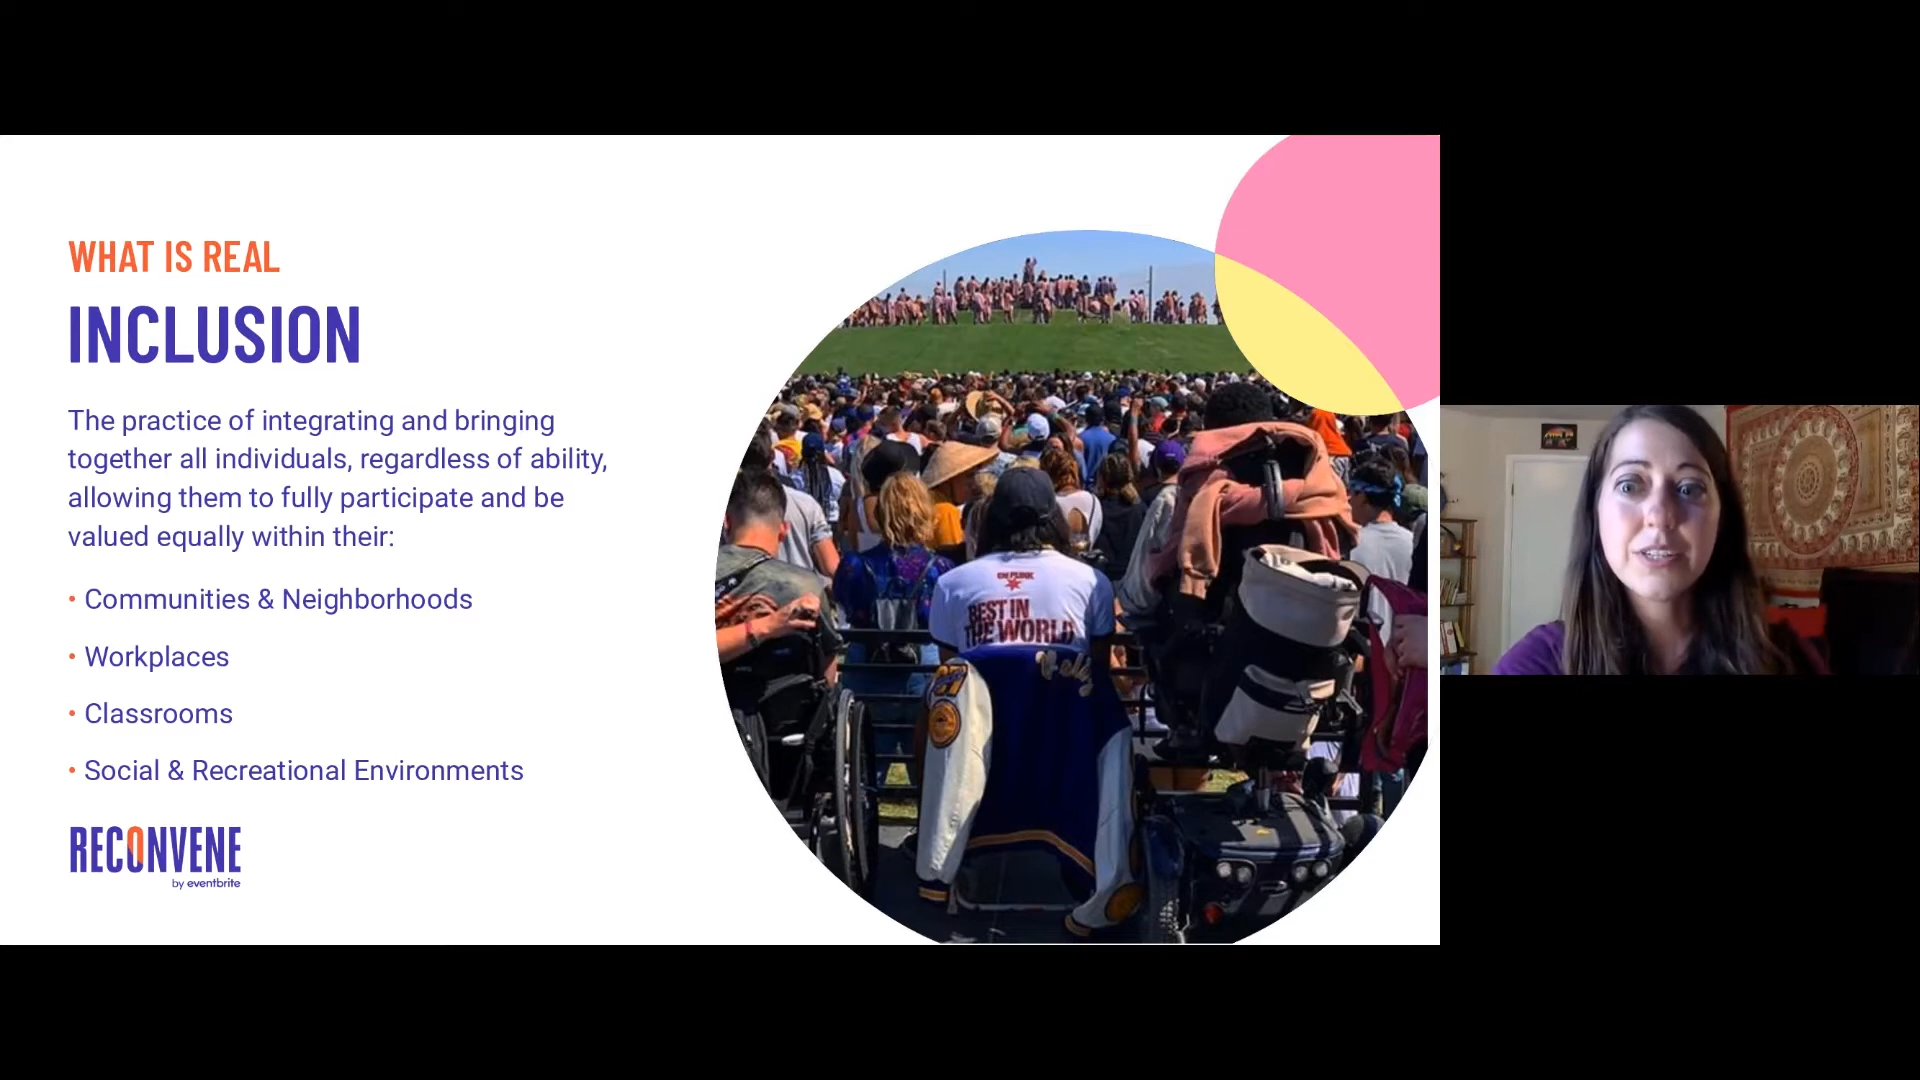 WHAT IS REAL
INCLUSION
The practice of integrating and bringing
together all individuals, regardless of ability,
allowing them to fully participate and be
valued equally within their:
• Communities & Neighborhoods
• Workplaces
• Classrooms
• Social & Recreational Environments
RECONVENE
by eventbrite
CM PUNK
BEST IN
THE WORLD